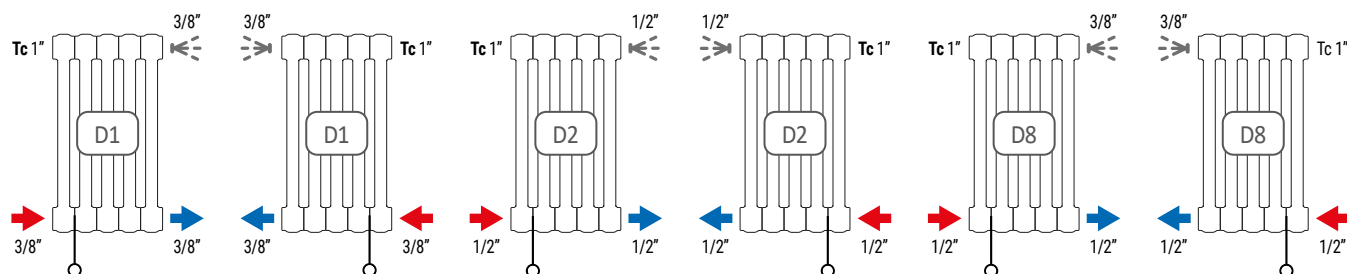 3/8” 3/8” 1/2” 1/2” 3/8” 3/8”
Tc 1” Tc 1” Tc 1” Tc 1” Tc 1” Tc 1”
D1 D1 D2 D2 D8 D8
3/8” 3/8” 3/8” 3/8” 1/2” 1/2” 1/2” 1/2” 1/2” 1/2” 1/2” 1/2”